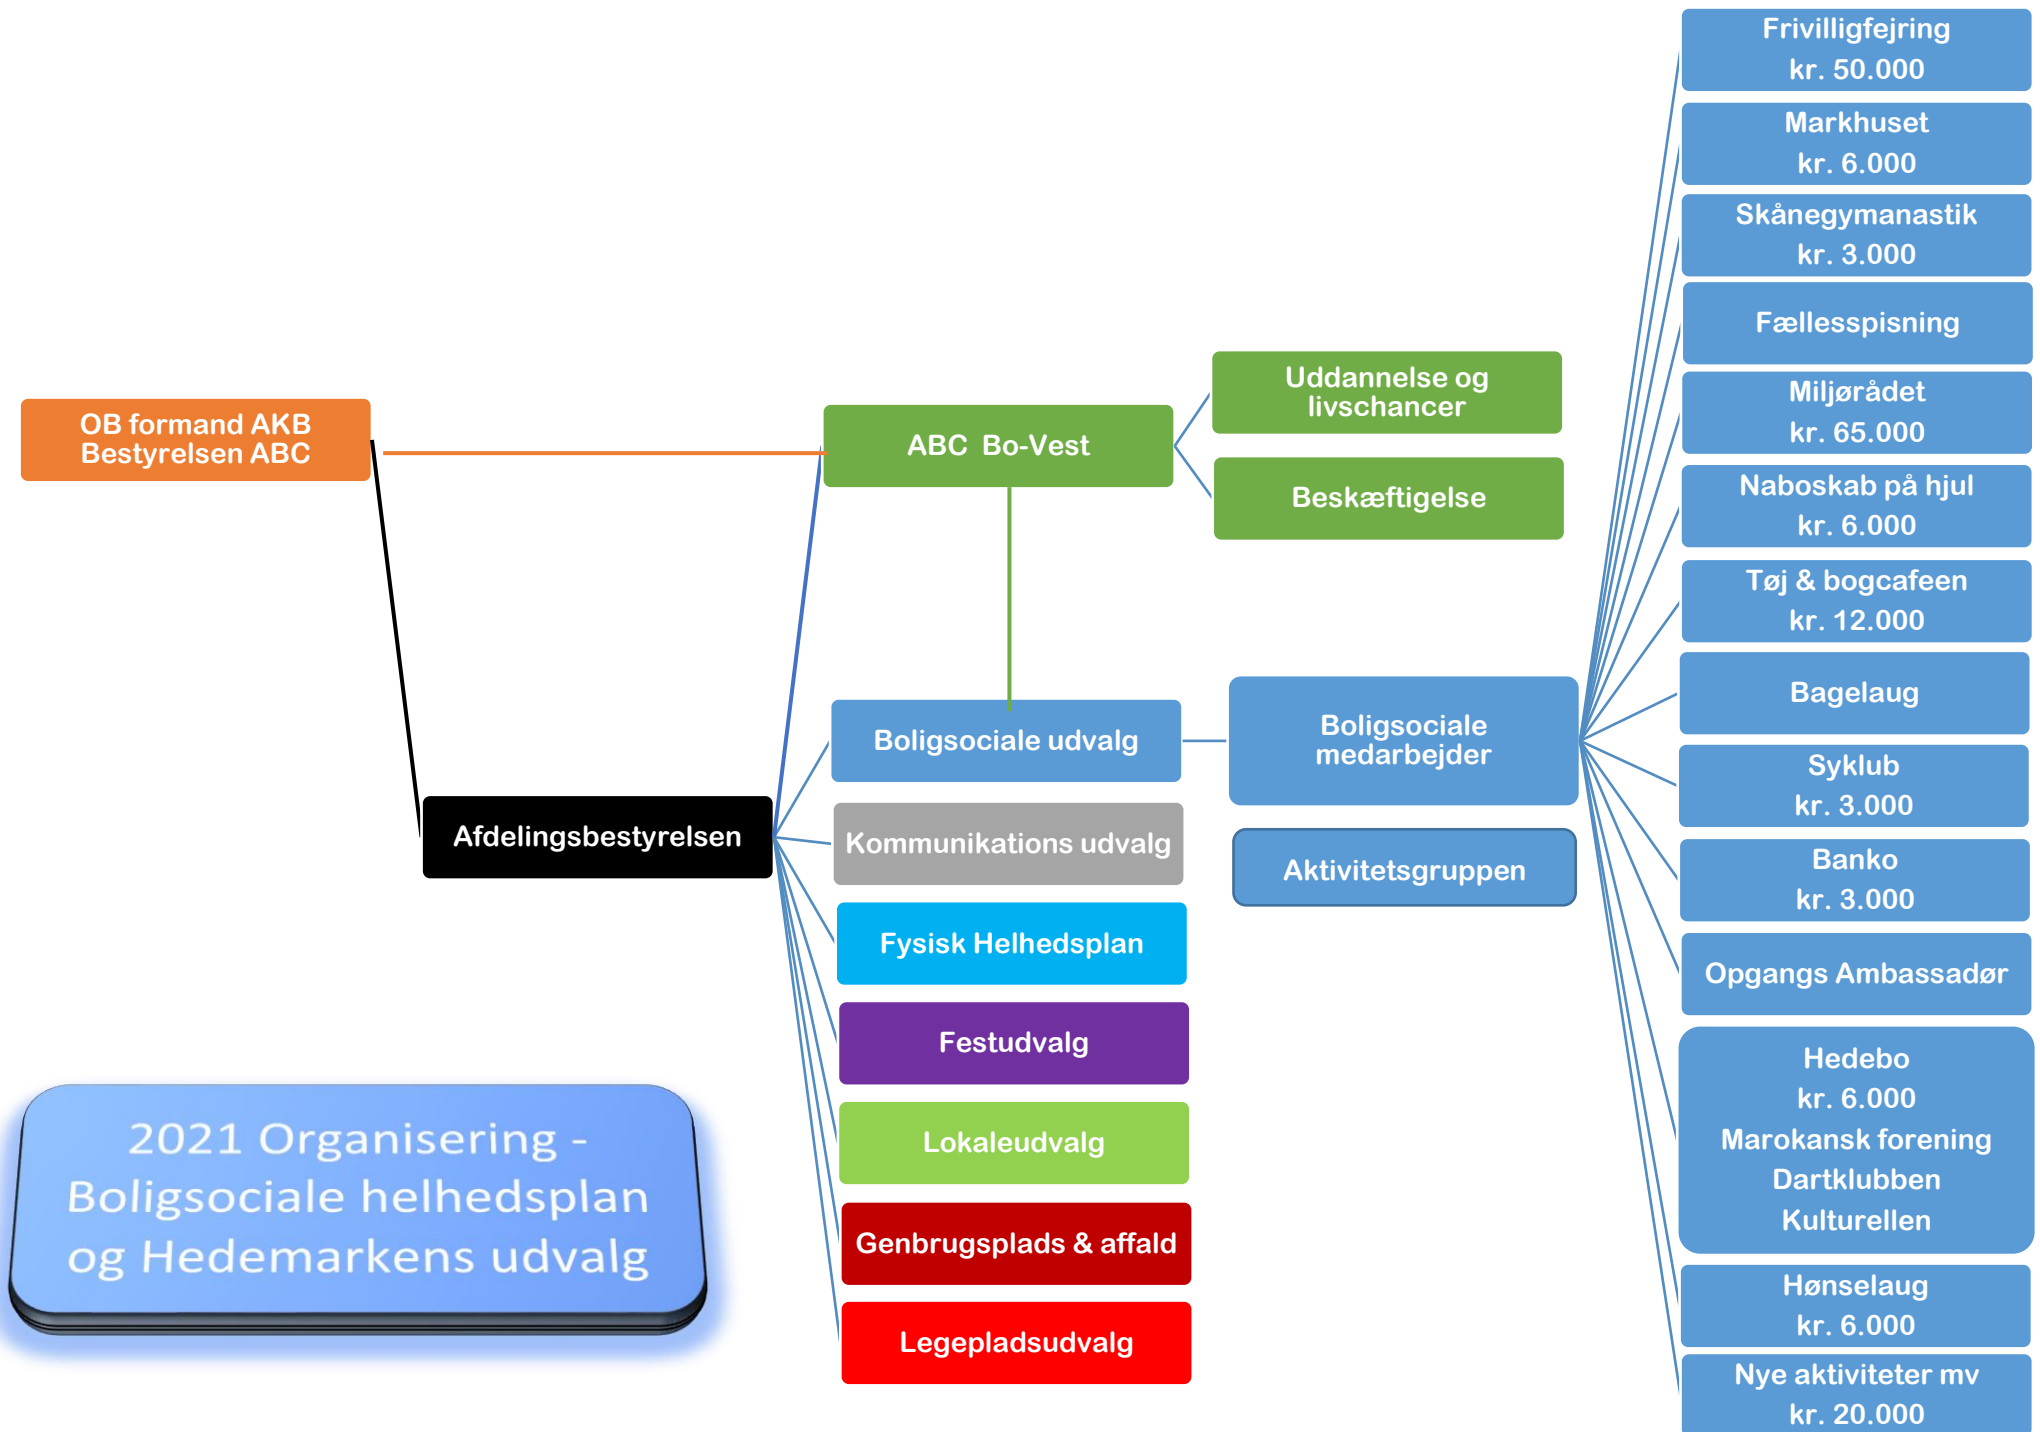 OB formand AKB
Bestyrelsen ABC
Afdelingsbestyrelsen
2021 Organisering -
Boligsociale helhedsplan
og Hedemarkens udvalg
ABC  Bo-Vest
Boligsociale udvalg
Kommunikations udvalg
Fysisk Helhedsplan
Festudvalg
Lokaleudvalg
Genbrugsplads & affald
Legepladsudvalg
Uddannelse og
livschancer
Beskæftigelse
Boligsociale
medarbejder
Aktivitetsgruppen
Frivilligfejring
kr. 50.000
Markhuset
kr. 6.000
Skånegymanastik
kr. 3.000
Fællesspisning
Miljørådet
kr. 65.000
Naboskab på hjul
kr. 6.000
Tøj & bogcafeen
kr. 12.000
Bagelaug
Syklub
kr. 3.000
Banko
kr. 3.000
Opgangs Ambassadør
Hedebo
kr. 6.000
Marokansk forening
Dartklubben
Kulturellen
Hønselaug
kr. 6.000
Nye aktiviteter mv
kr. 20.000